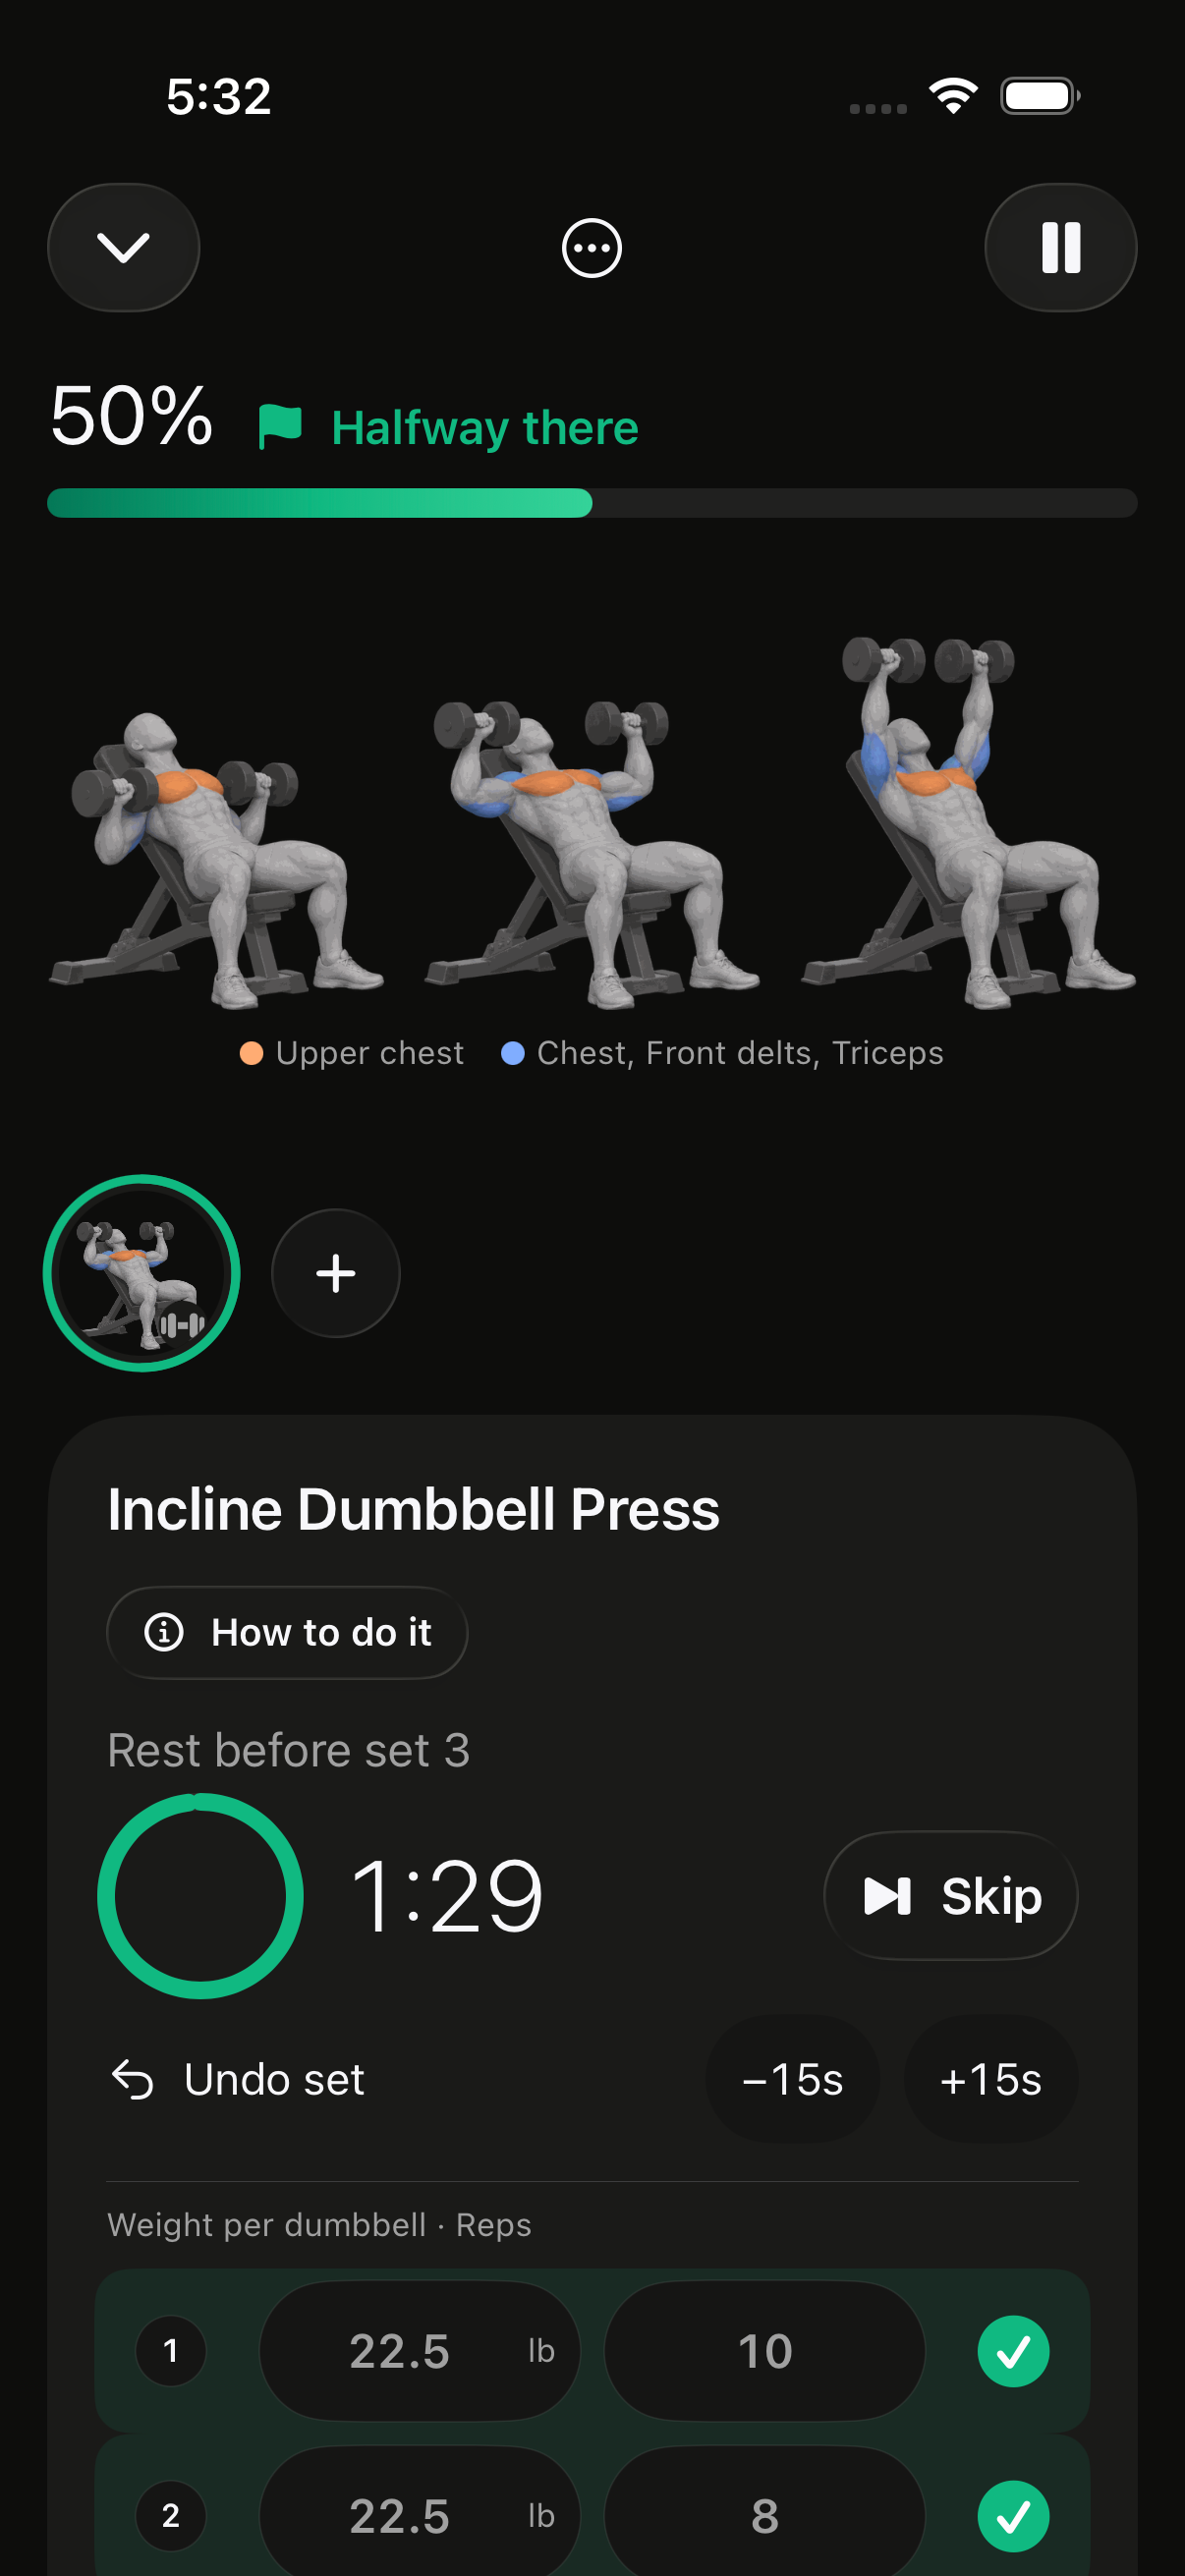 5:32
50% Halfway there
Upper chest Chest, Front delts, Triceps
Incline Dumbbell Press
How to do it
Rest before set 3
1:29 Skip
Undo set −15s +15s
Weight per dumbbell · Reps
1 22.5 lb 10
2 22.5 lb 8